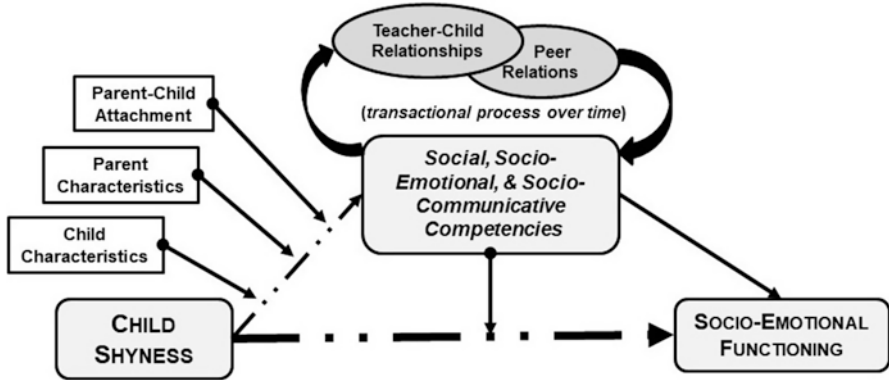 Teacher-Child
Relationships
Peer
Relations
Parent-Child
Attachment
(transactional process over time)
Parent
Characteristics
Social, Socio-
Emotional, & Socio-
Communicative
Competencies
Child
Characteristics
CHILD
SHYNESS
SOCIO-EMOTIONAL
FUNCTIONING